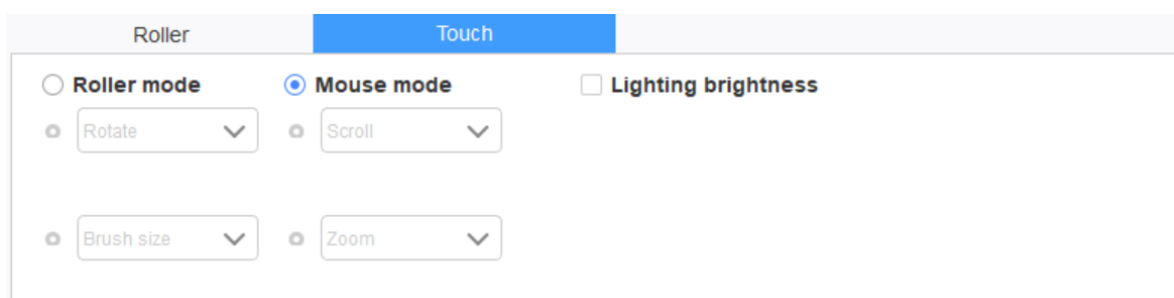 Roller Touch
Roller mode Mouse mode Lighting brightness
Rotate Scroll
Brush size Zoom